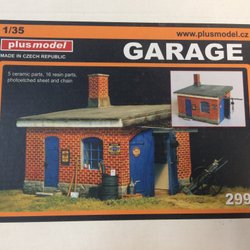 1/35
www.plusmodel.cz
plusmodel
MADE IN CZECH REPUBLIC
GARAGE
5 ceramic parts, 16 resin parts,
photoetched sheet and chain
299